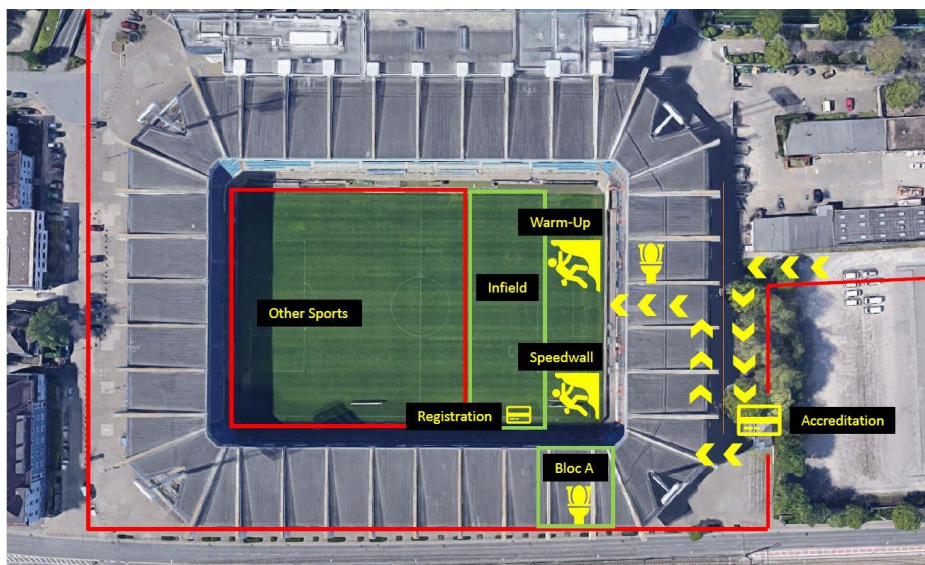 Warm-Up
Infield
Other Sports
Speedwall
Registration
Accreditation
Bloc A